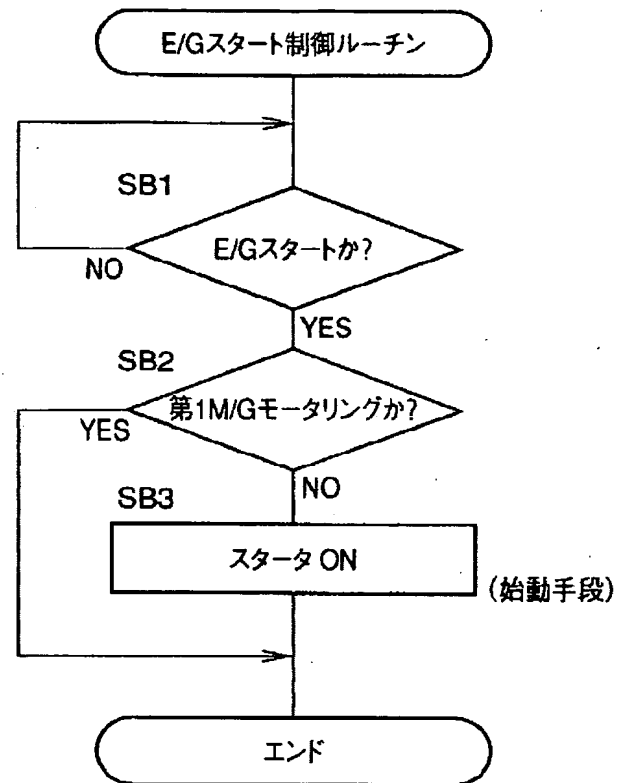 E/Gスタート制御ルーチン
SB1
E/Gスタートか?
NO
YES
SB2
第1M/Gモータリングか?
YES
NO
SB3
スタータ ON
(始動手段)
エンド